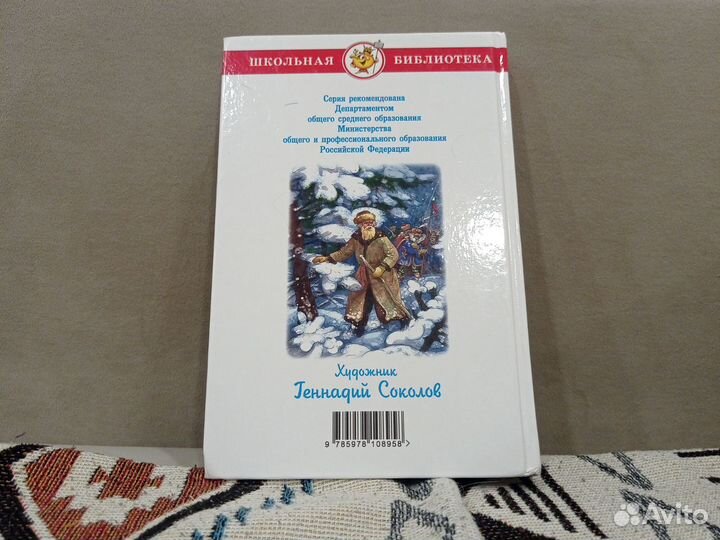 ШКОЛЬНАЯ БИБЛИОТЕКА
Серия рекомендована
Департаментом
общего среднего образования
Министерства
общего и профессионального образования
Российской Федерации
Художник
Геннадий Соколов
9 785978 108958 >
Avito